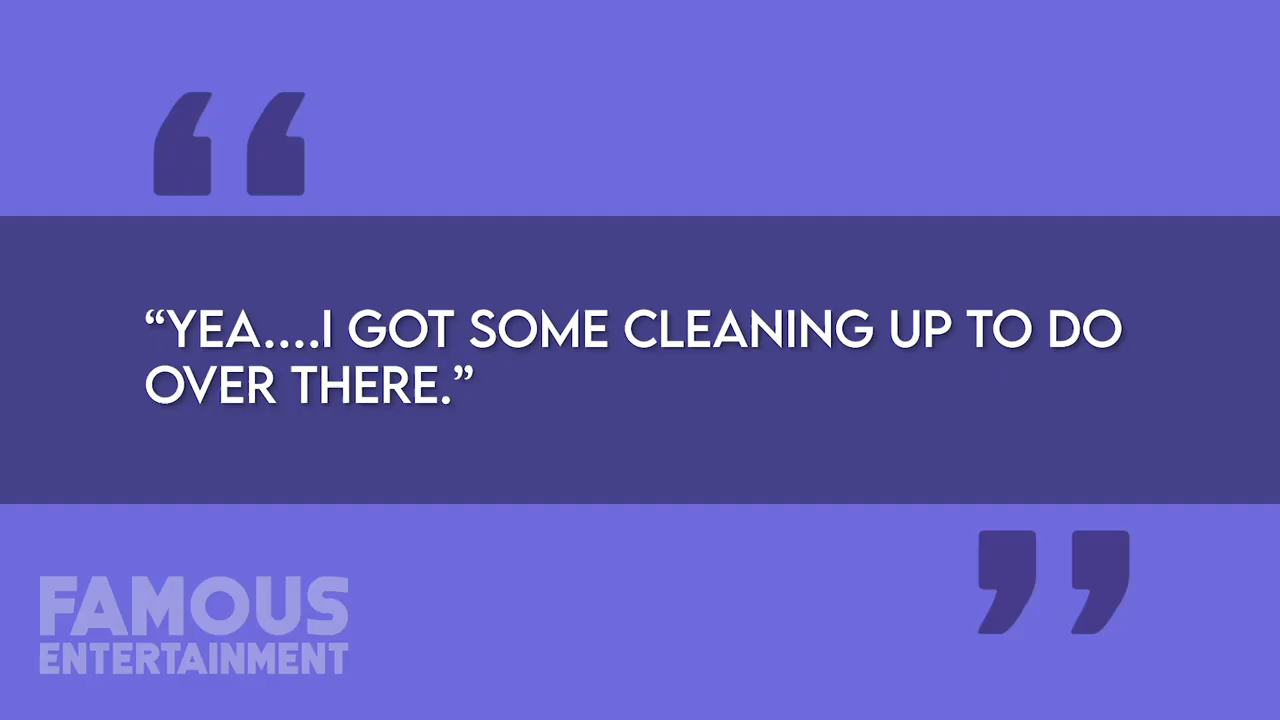 “YEA....I GOT SOME CLEANING UP TO DO
OVER THERE.”
FAMOUS
ENTERTAINMENT